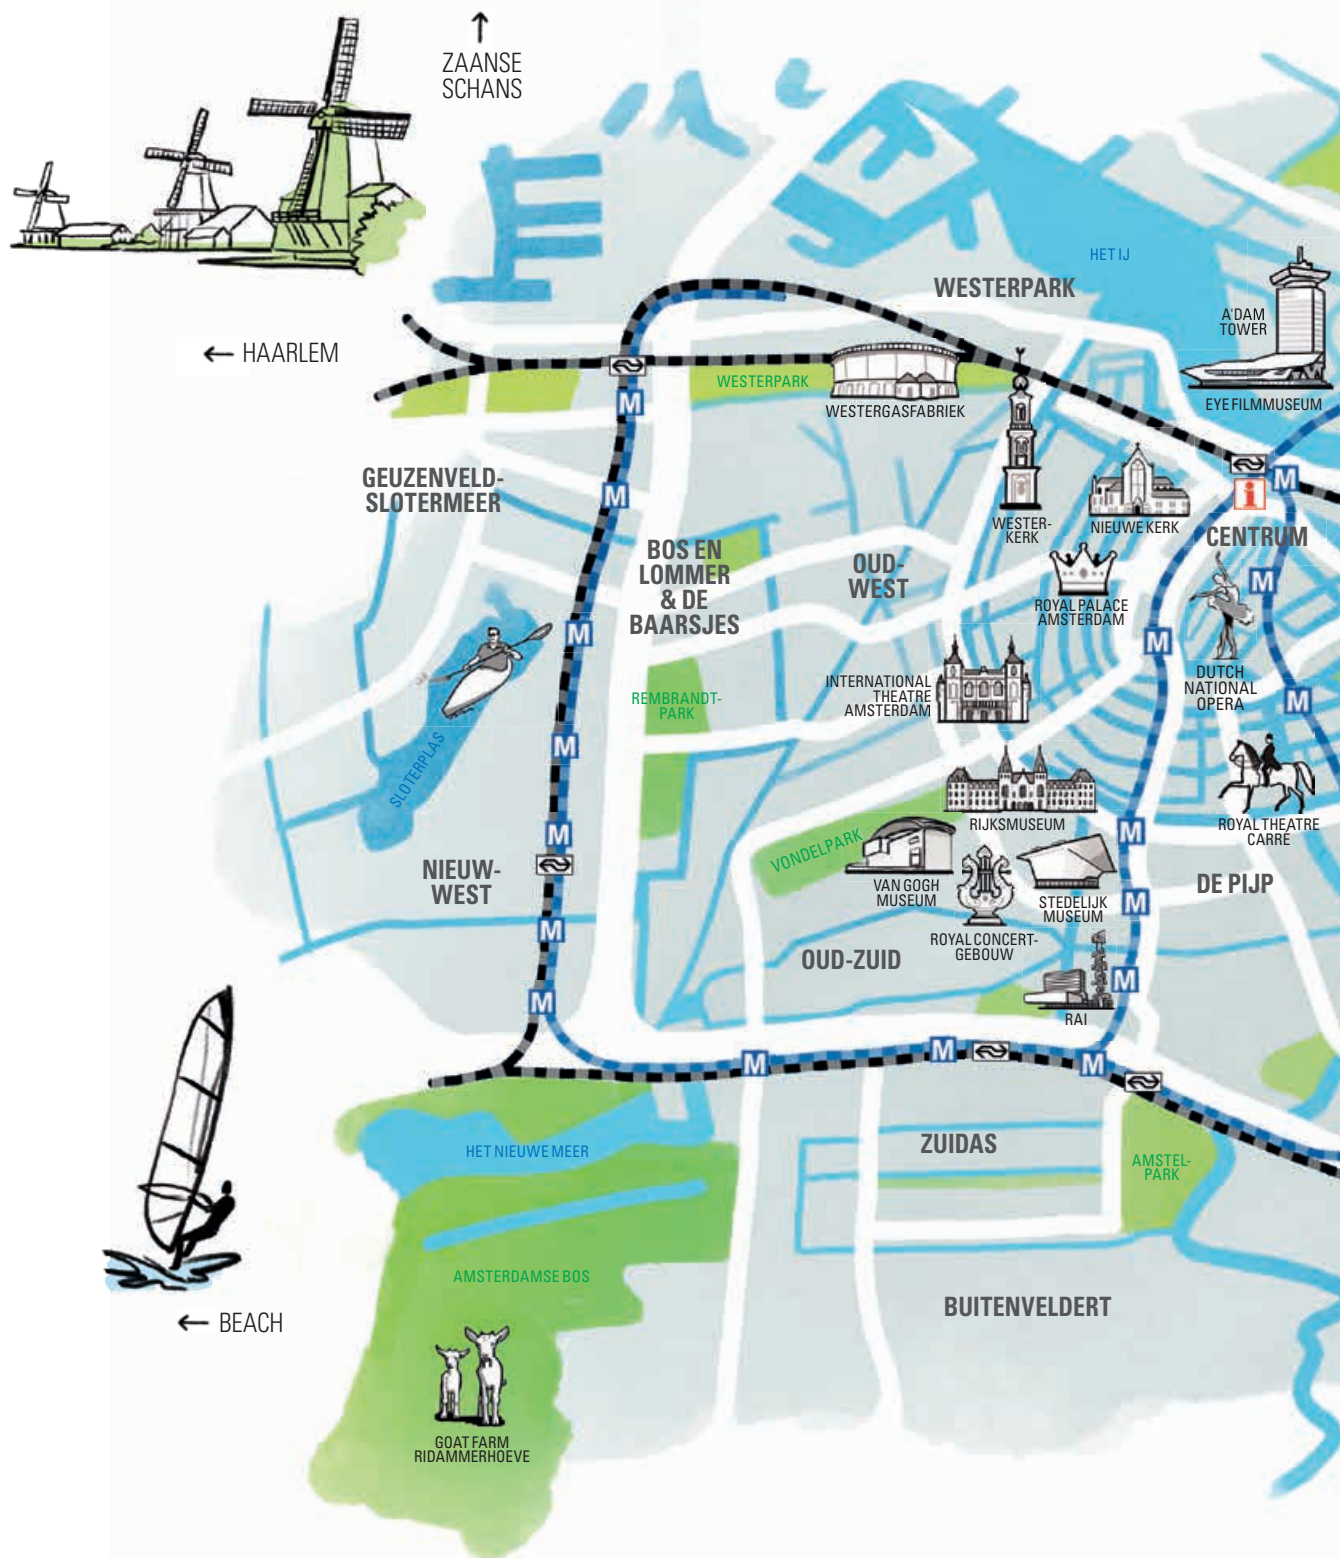 ↑
ZAANSE
SCHANS
HET IJ
WESTERPARK
A'DAM
TOWER
← HAARLEM
WESTERPARK
WESTERGASFABRIEK
EYE FILMMUSEUM
M
GEUZENVELD-
SLOTERMEER
M
M
i
WESTER-
KERK
NIEUWE KERK
CENTRUM
BOS EN
LOMMER
& DE
BAARSJES
OUD-
WEST
M
ROYAL PALACE
AMSTERDAM
M
M
DUTCH
NATIONAL
OPERA
INTERNATIONAL
THEATRE
AMSTERDAM
REMBRANDT-
PARK
M
M
SLOTERPLAS
RIJKSMUSEUM
ROYAL THEATRE
CARRÉ
M
M
VONDELPARK
NIEUW-
WEST
VAN GOGH
MUSEUM
STEDELIJK
MUSEUM
DE PIJP
M
M
ROYAL CONCERT-
GEBOUW
OUD-ZUID
M
M
RAI
M
M
M
HET NIEUWE MEER
ZUIDAS
AMSTEL-
PARK
AMSTERDAMSE BOS
BUITENVELDERT
← BEACH
GOAT FARM
RIDAMMERHOEVE